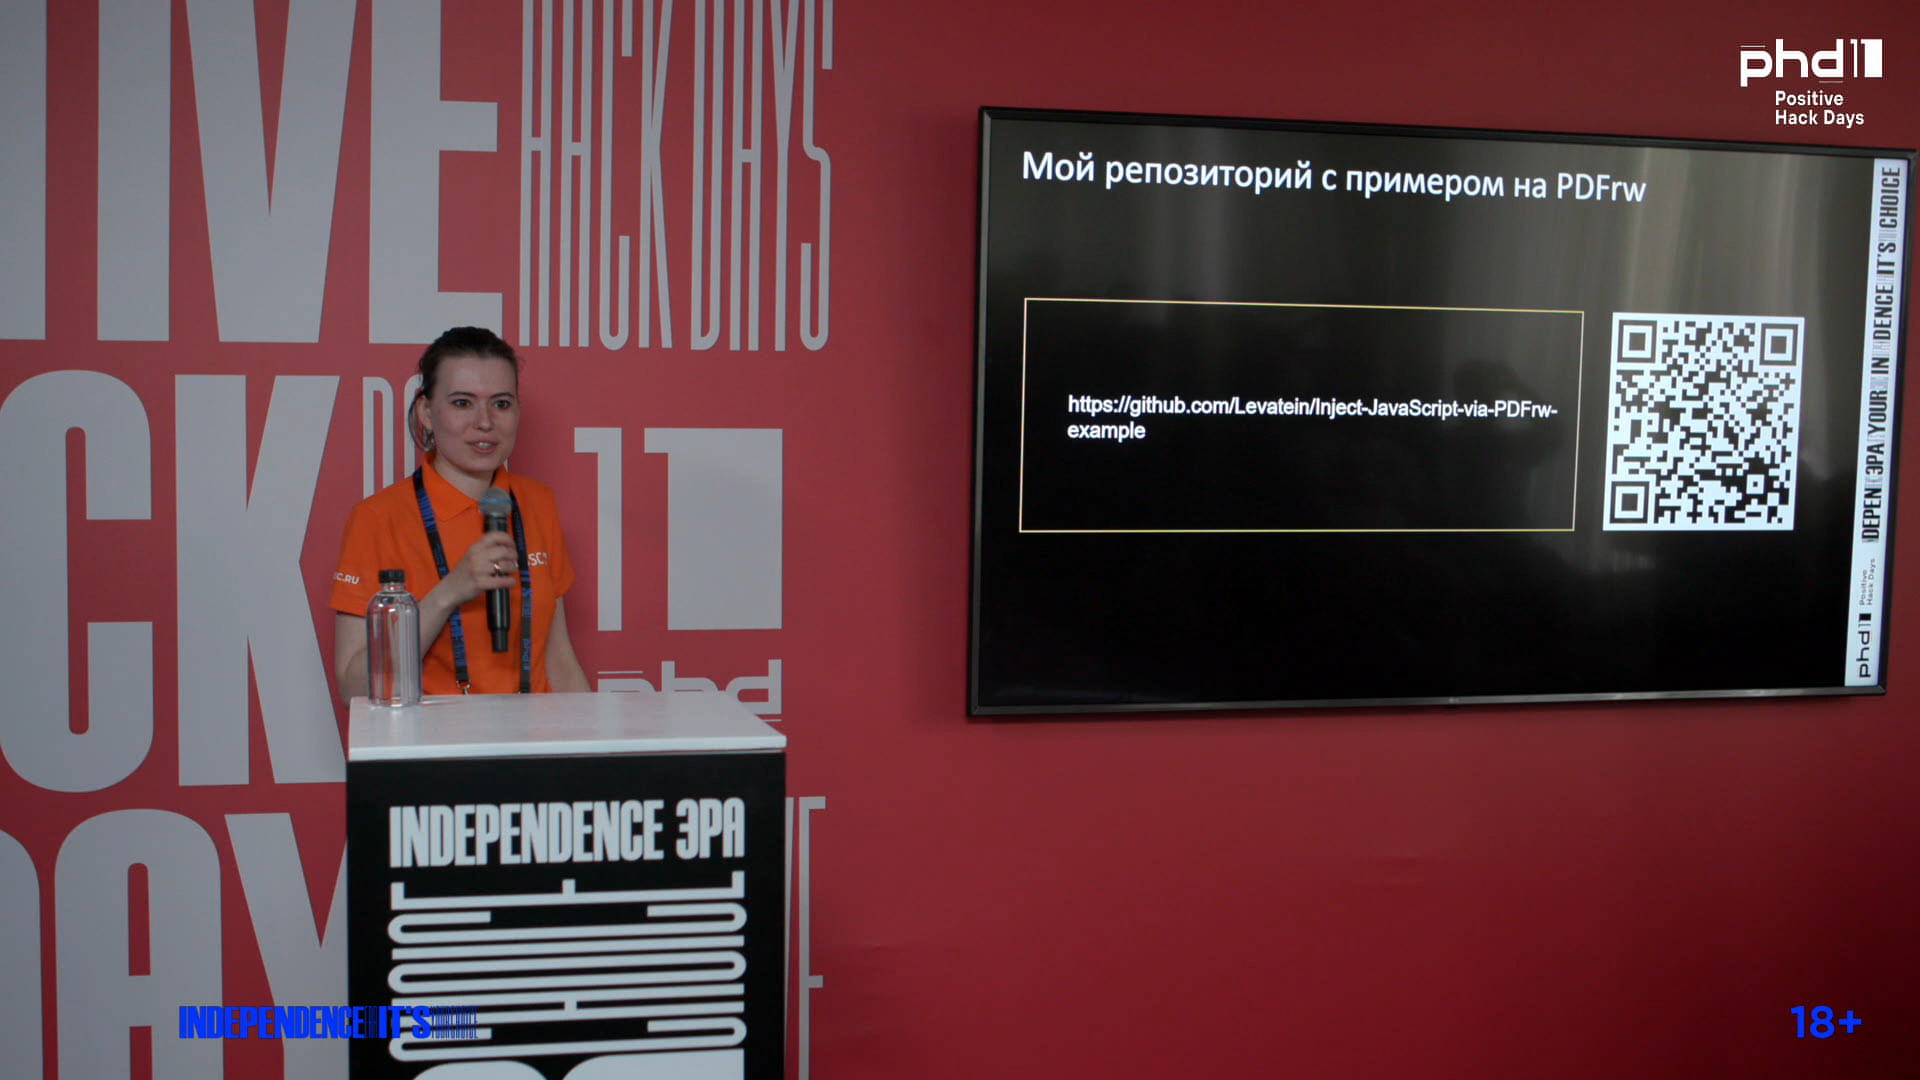 HACK DAYS
11
phd
phd11
Positive
Hack Days
Мой репозиторий с примером на PDFrw
https://github.com/Levatein/Inject-JavaScript-via-PDFrw-
example
INDEPENDENCE ЭРА
CHOICE
INDEPENDENCE IT'S
18+